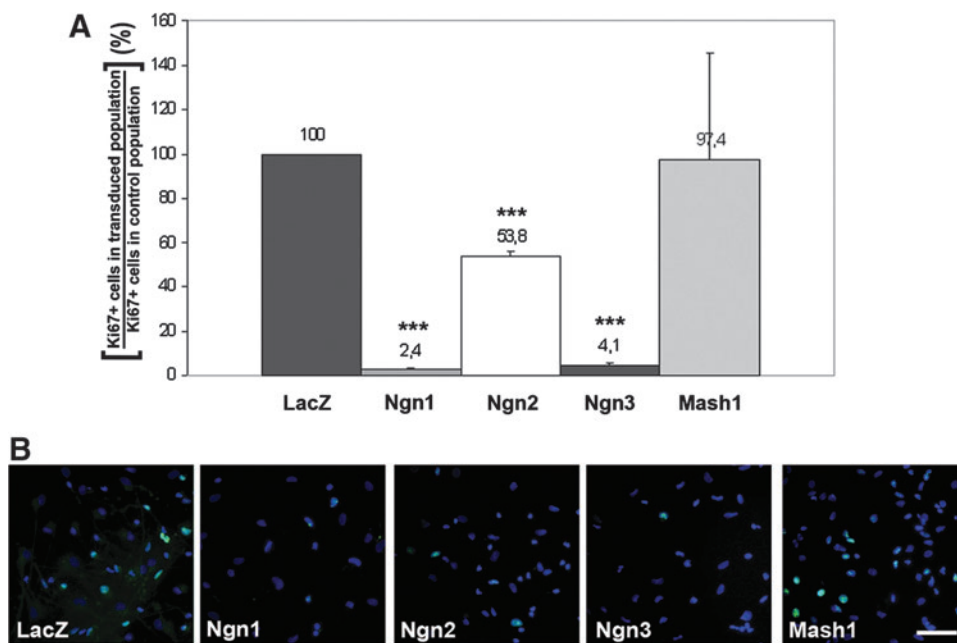 A
[Ki67+ cells in transduced population / Ki67+ cells in control population] (%)
160
140
120
100
80
60
40
20
0
100
***
2,4
***
53,8
***
4,1
97,4
LacZ
Ngn1
Ngn2
Ngn3
Mash1
B
LacZ
Ngn1
Ngn2
Ngn3
Mash1